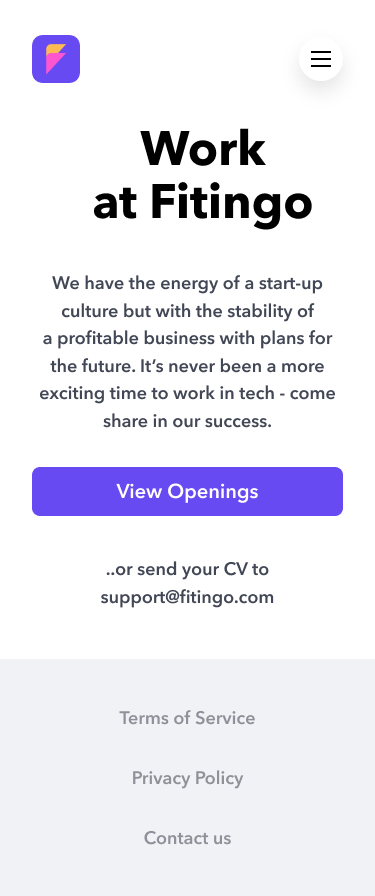 Work
at Fitingo
We have the energy of a start-up
culture but with the stability of
a profitable business with plans for
the future. It’s never been a more
exciting time to work in tech - come
share in our success.
View Openings
..or send your CV to
support@fitingo.com
Terms of Service
Privacy Policy
Contact us